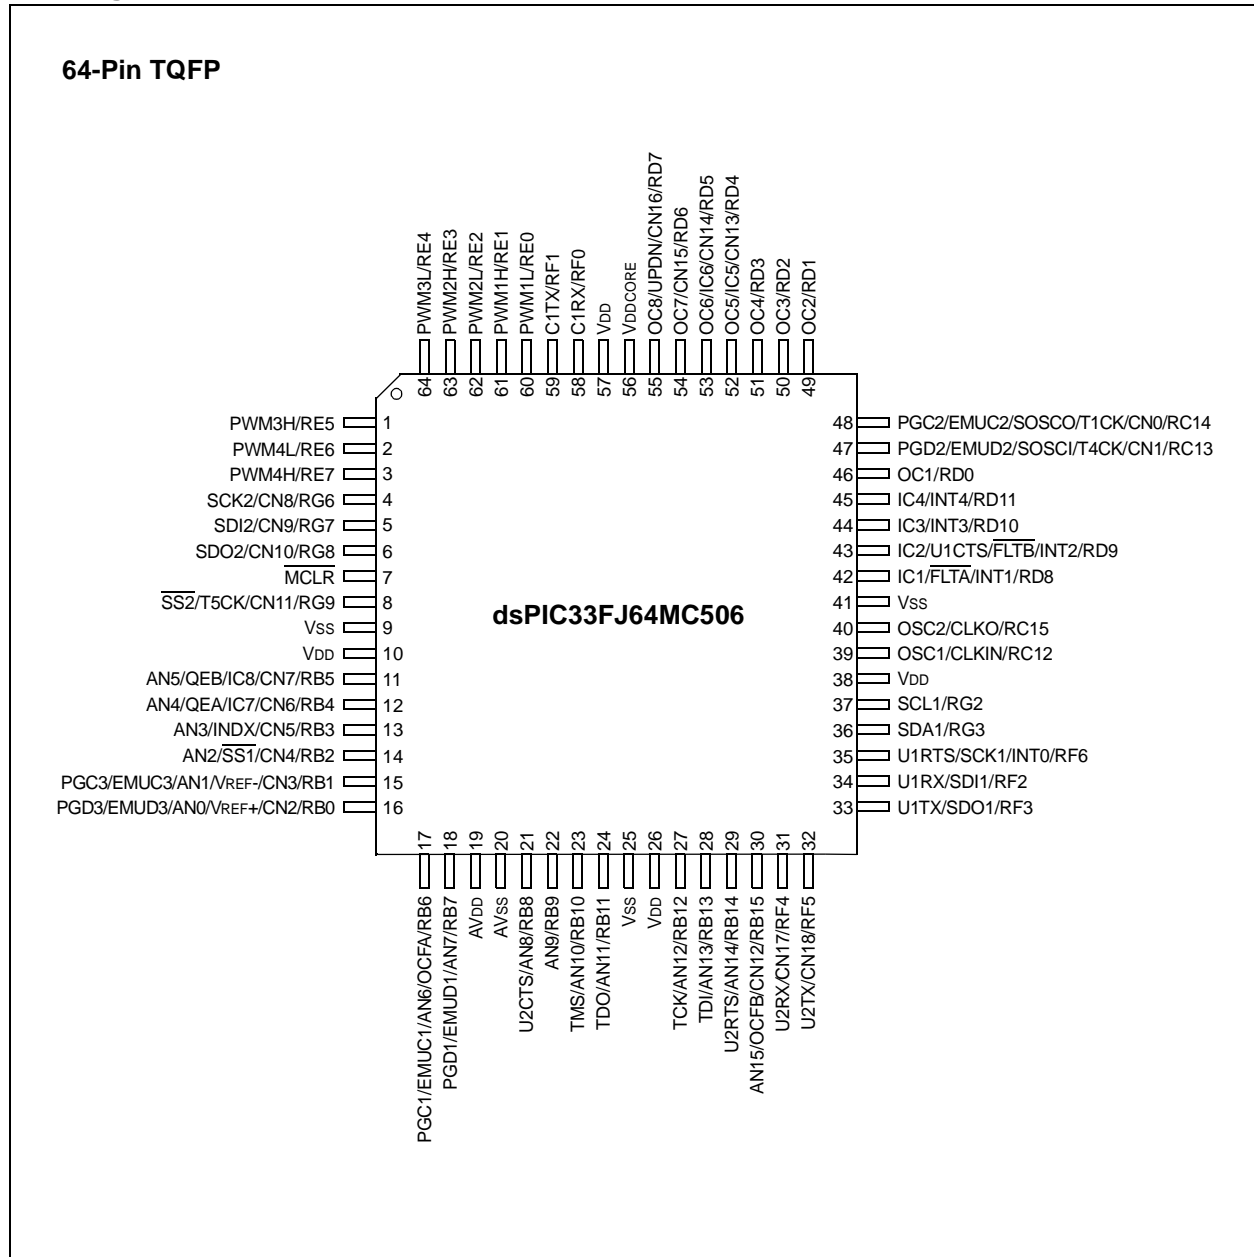 64-Pin TQFP
64 PWM3L/RE4
63 PWM2H/RE3
62 PWM2L/RE2
61 PWM1H/RE1
60 PWM1L/RE0
59 C1TX/RF1
58 C1RX/RF0
57 VDD
56 VDDCORE
55 OC8/UPDN/CN16/RD7
54 OC7/CN15/RD6
53 OC6/IC6/CN14/RD5
52 OC5/IC5/CN13/RD4
51 OC4/RD3
50 OC3/RD2
49 OC2/RD1
PWM3H/RE5 1
PWM4L/RE6 2
PWM4H/RE7 3
SCK2/CN8/RG6 4
SDI2/CN9/RG7 5
SDO2/CN10/RG8 6
MCLR 7
SS2/T5CK/CN11/RG9 8
VSS 9
VDD 10
AN5/QEB/IC8/CN7/RB5 11
AN4/QEA/IC7/CN6/RB4 12
AN3/INDX/CN5/RB3 13
AN2/SS1/CN4/RB2 14
PGC3/EMUC3/AN1/VREF-/CN3/RB1 15
PGD3/EMUD3/AN0/VREF+/CN2/RB0 16
dsPIC33FJ64MC506
48 PGC2/EMUC2/SOSCO/T1CK/CN0/RC14
47 PGD2/EMUD2/SOSCI/T4CK/CN1/RC13
46 OC1/RD0
45 IC4/INT4/RD11
44 IC3/INT3/RD10
43 IC2/U1CTS/FLTB/INT2/RD9
42 IC1/FLTA/INT1/RD8
41 VSS
40 OSC2/CLKO/RC15
39 OSC1/CLKIN/RC12
38 VDD
37 SCL1/RG2
36 SDA1/RG3
35 U1RTS/SCK1/INT0/RF6
34 U1RX/SDI1/RF2
33 U1TX/SDO1/RF3
17 PGC1/EMUC1/AN6/OCFA/RB6
18 PGD1/EMUD1/AN7/RB7
19 AVDD
20 AVSS
21 U2CTS/AN8/RB8
22 AN9/RB9
23 TMS/AN10/RB10
24 TDO/AN11/RB11
25 VSS
26 VDD
27 TCK/AN12/RB12
28 TDI/AN13/RB13
29 U2RTS/AN14/RB14
30 AN15/OCFB/CN12/RB15
31 U2RX/CN17/RF4
32 U2TX/CN18/RF5